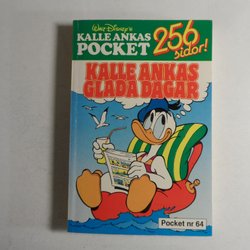 Walt Disney's
KALLE ANKAS
POCKET
256
sidor!
KALLE ANKAS
GLADA DAGAR
Pocket nr 64